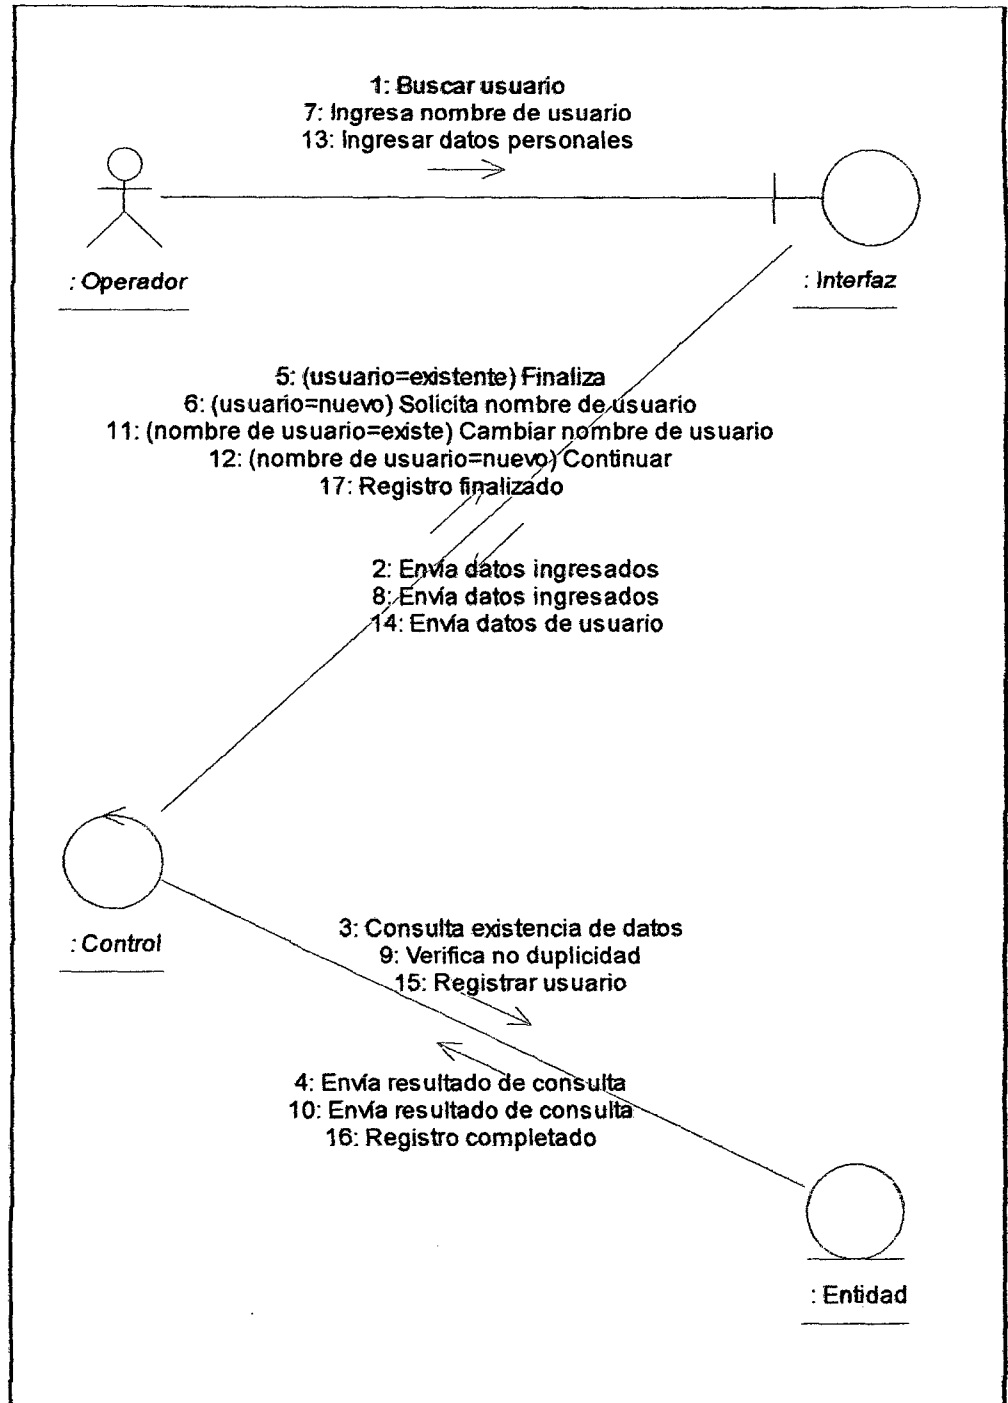 1: Buscar usuario
7: Ingresa nombre de usuario
13: Ingresar datos personales
: Operador
: Interfaz
5: (usuario=existente) Finaliza
6: (usuario=nuevo) Solicita nombre de usuario
11: (nombre de usuario=existe) Cambiar nombre de usuario
12: (nombre de usuario=nuevo) Continuar
17: Registro finalizado
2: Envía datos ingresados
8: Envía datos ingresados
14: Envía datos de usuario
: Control
3: Consulta existencia de datos
9: Verifica no duplicidad
15: Registrar usuario
4: Envía resultado de consulta
10: Envía resultado de consulta
16: Registro completado
: Entidad